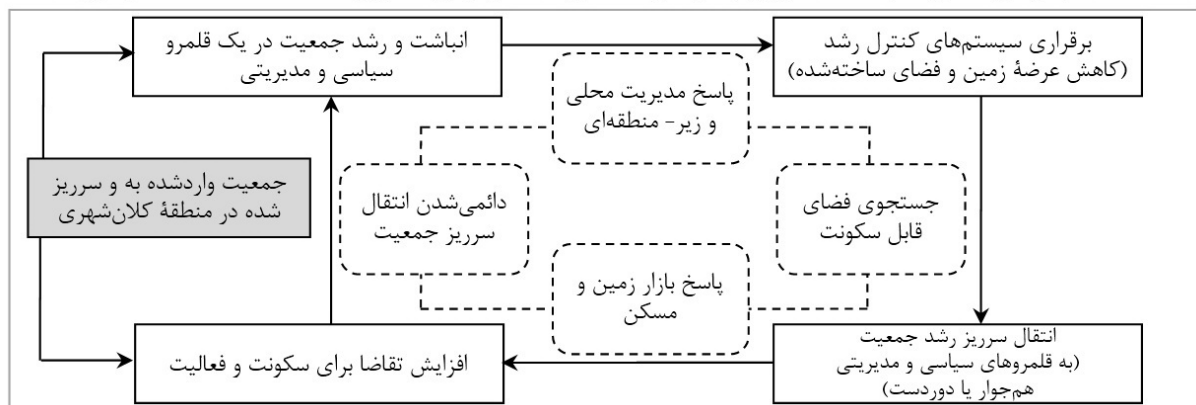 انباشت و رشد جمعیت در یک قلمرو
سیاسی و مدیریتی
برقراری سیستم‌های کنترل رشد
(کاهش عرضهٔ زمین و فضای ساخته‌شده)
پاسخ مدیریت محلی
و زیر- منطقه‌ای
جمعیت واردشده به و سرریز
شده در منطقهٔ کلان‌شهری
دائمی‌شدن انتقال
سرریز جمعیت
جستجوی فضای
قابل سکونت
پاسخ بازار زمین و
مسکن
افزایش تقاضا برای سکونت و فعالیت
انتقال سرریز رشد جمعیت
(به قلمروهای سیاسی و مدیریتی
هم‌جوار یا دوردست)